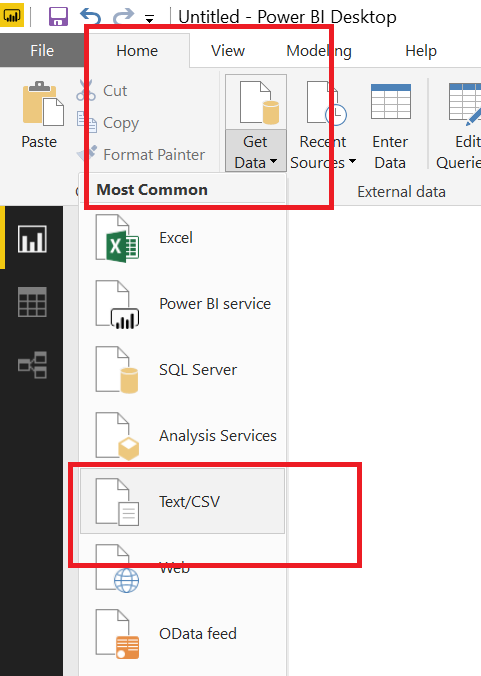 Untitled - Power BI Desktop
File Home View Modeling Help
Paste
Cut
Copy
Format Painter
Get Data
Recent Sources
Enter Data
Edit Querie
External data
Most Common
Excel
Power BI service
SQL Server
Analysis Services
Text/CSV
Web
OData feed